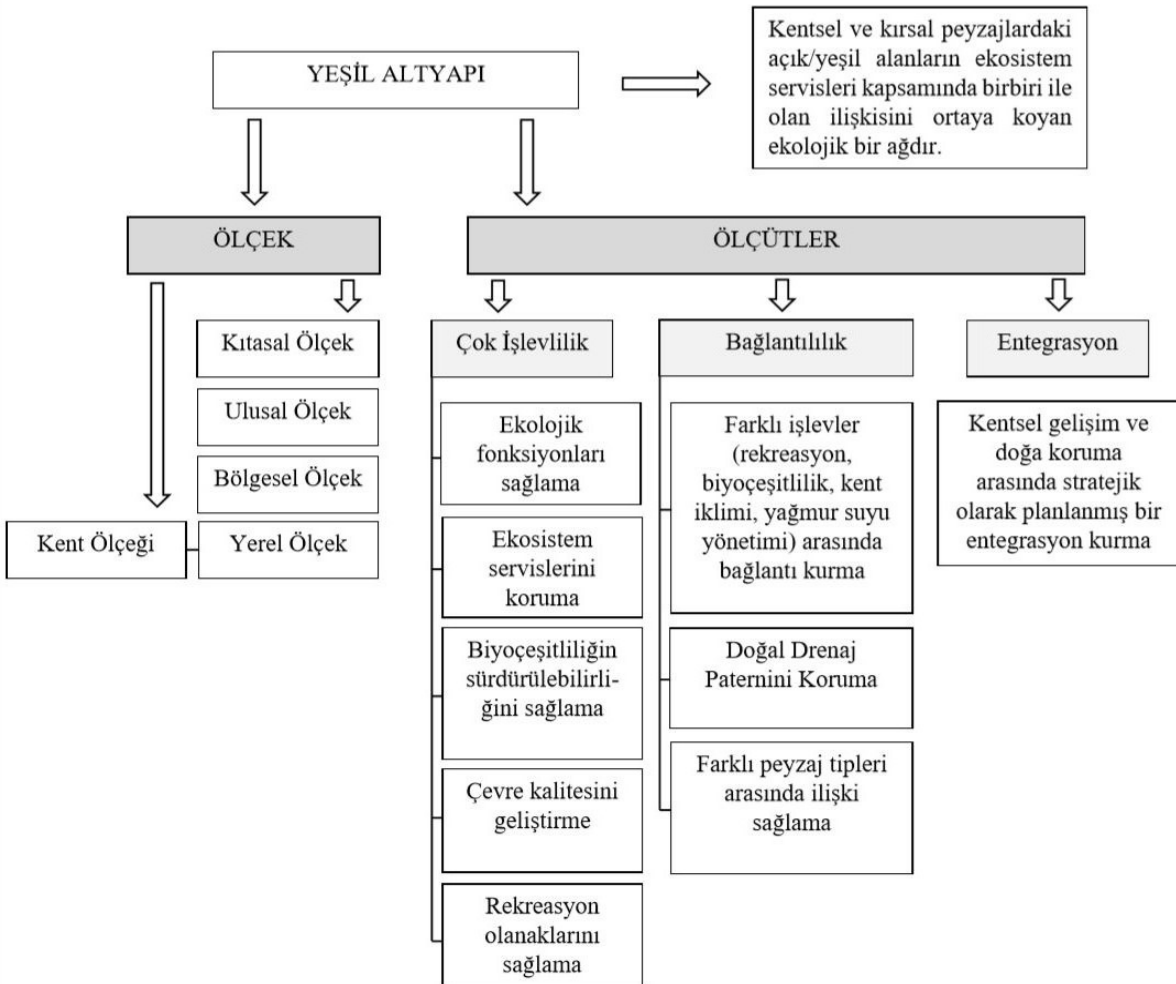 YEŞİL ALTYAPI
Kentsel ve kırsal peyzajlardaki
açık/yeşil alanların ekosistem
servisleri kapsamında birbiri ile
olan ilişkisini ortaya koyan
ekolojik bir ağdır.
ÖLÇEK
Kıtasal Ölçek
Ulusal Ölçek
Bölgesel Ölçek
Kent Ölçeği
Yerel Ölçek
ÖLÇÜTLER
Çok İşlevlilik
Ekolojik
fonksiyonları
sağlama
Ekosistem
servislerini
koruma
Biyoçeşitliliğin
sürdürülebilirli-
ğini sağlama
Çevre kalitesini
geliştirme
Rekreasyon
olanaklarını
sağlama
Bağlantılılık
Farklı işlevler
(rekreasyon,
biyoçeşitlilik, kent
iklimi, yağmur suyu
yönetimi) arasında
bağlantı kurma
Doğal Drenaj
Paternini Koruma
Farklı peyzaj tipleri
arasında ilişki
sağlama
Entegrasyon
Kentsel gelişim ve
doğa koruma
arasında stratejik
olarak planlanmış bir
entegrasyon kurma